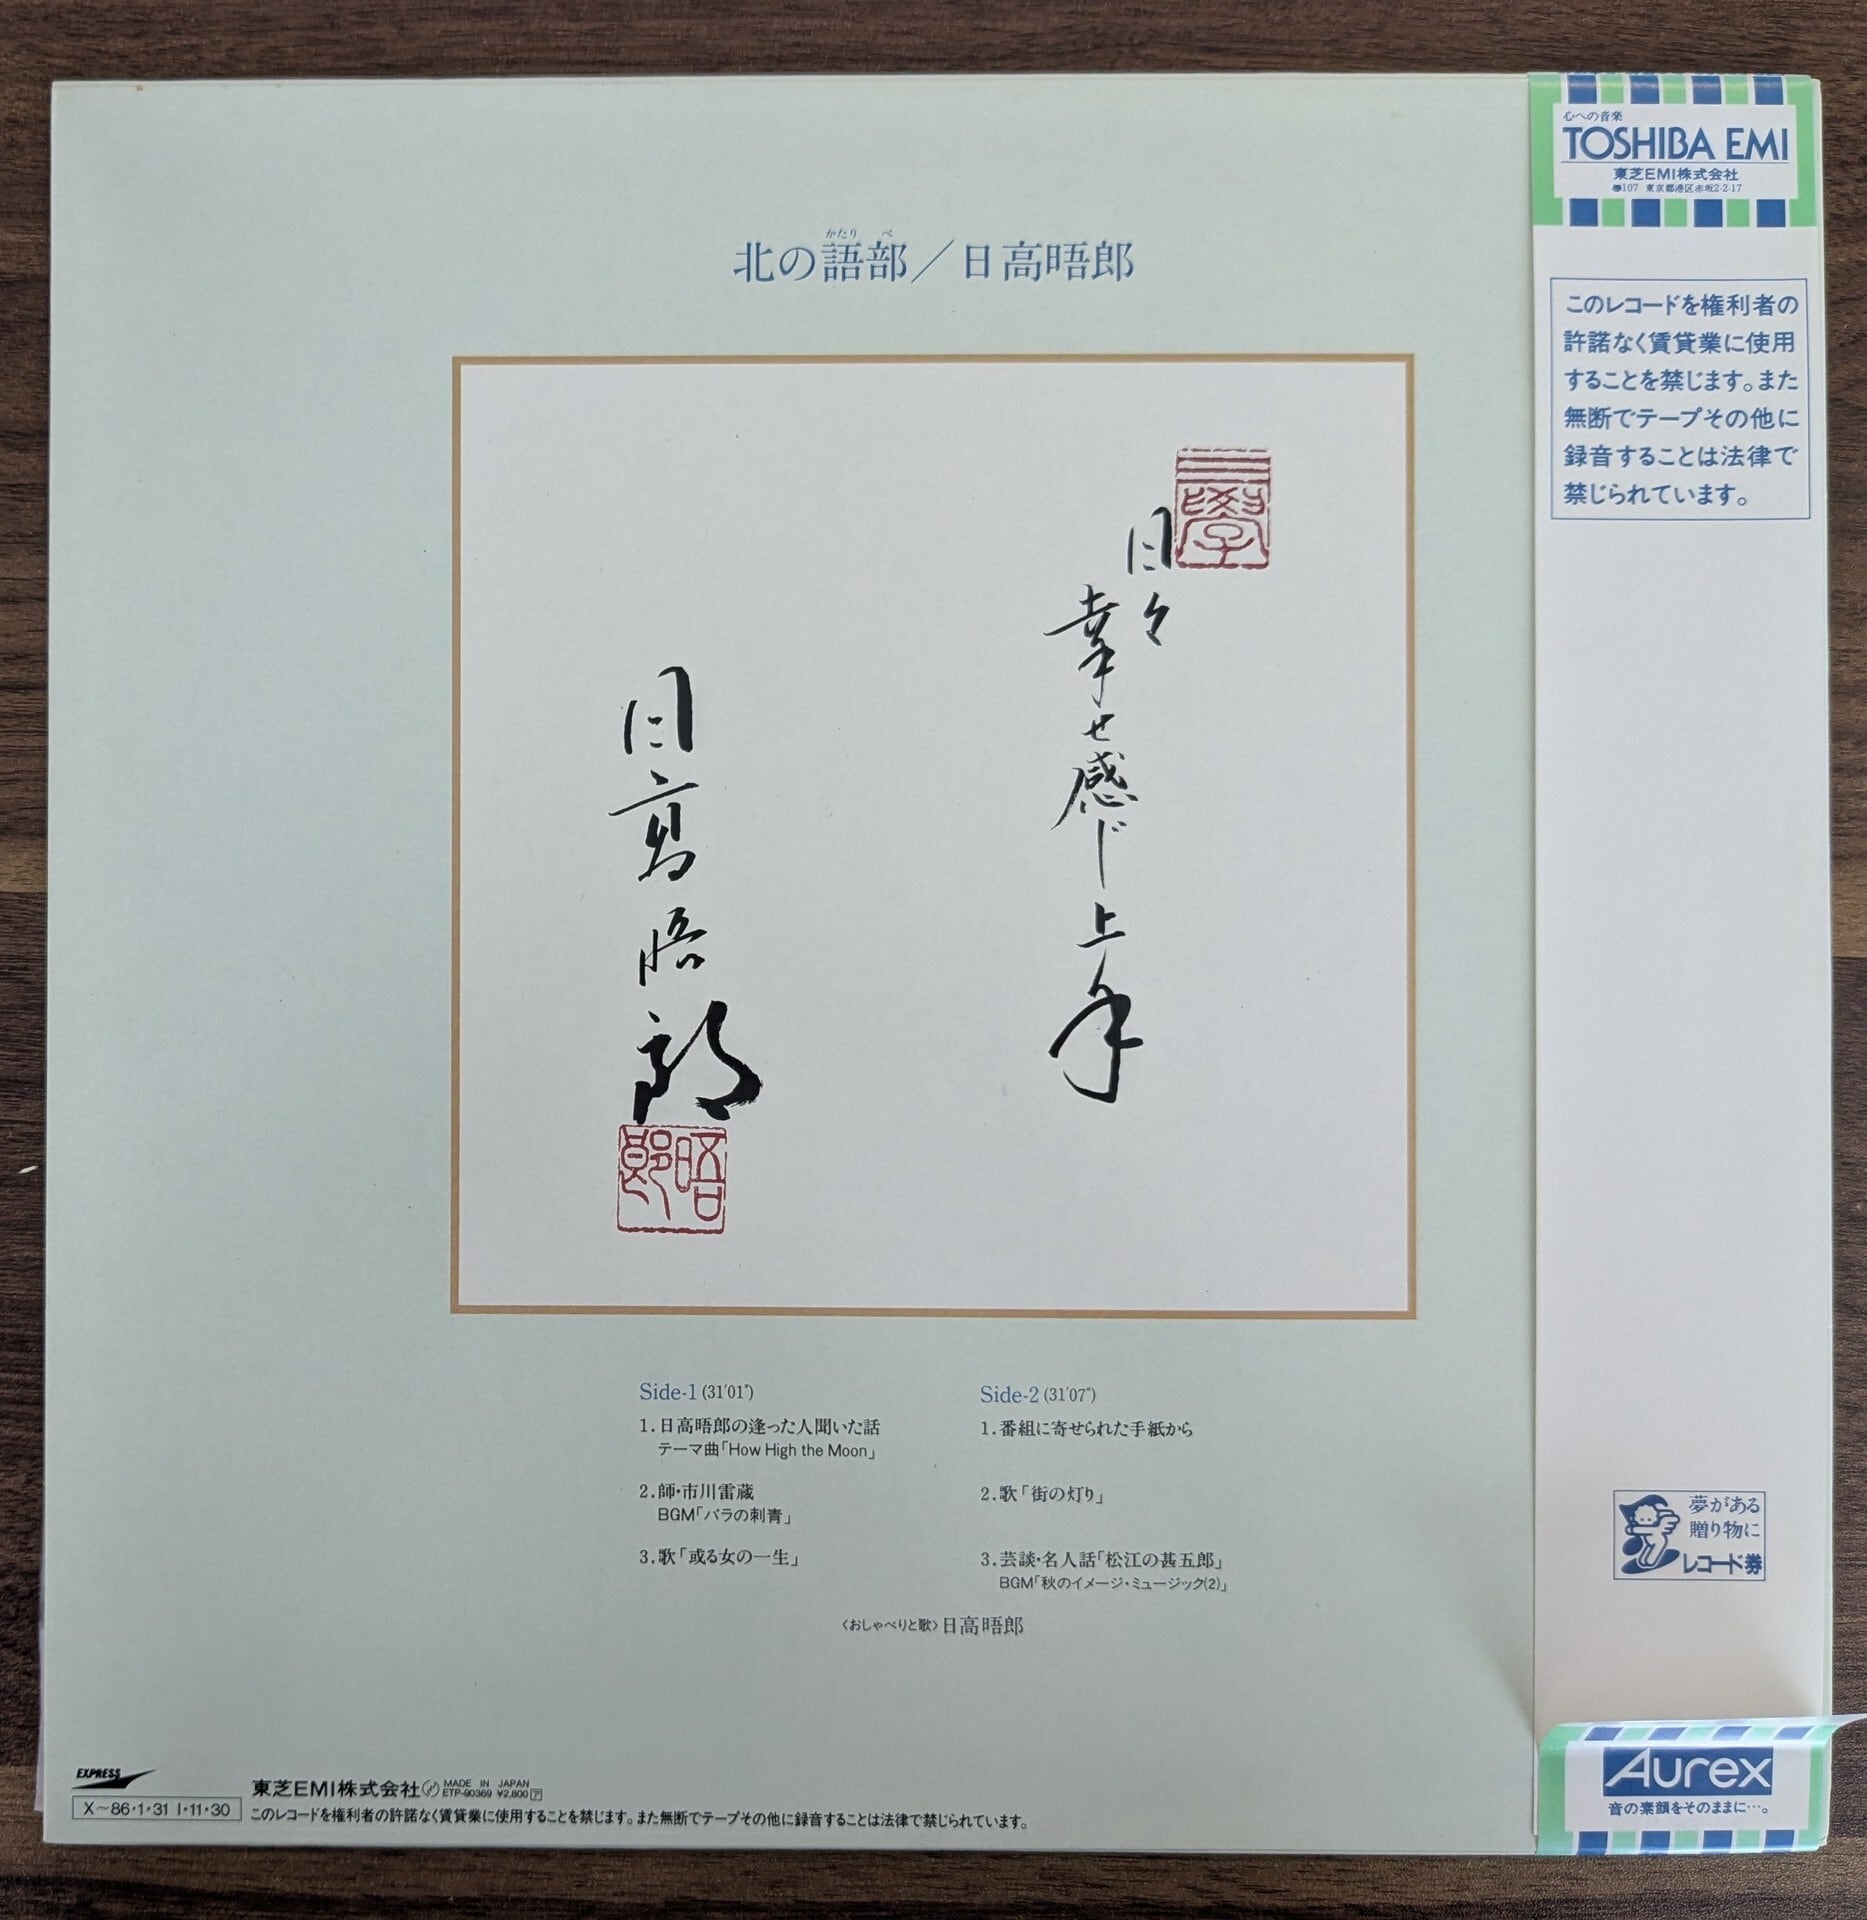 かたりべ
北の語部／日高晤郎
日々
幸せ感じ上手
日高晤郎
晤郎
Side-1 (31'01")
1.日高晤郎の逢った人聞いた話
テーマ曲「How High the Moon」
2.師・市川雷蔵
BGM「バラの刺青」
3.歌「或る女の一生」
Side-2 (31'07")
1.番組に寄せられた手紙から
2.歌「街の灯り」
3.芸談・名人話「松江の甚五郎」
BGM「秋のイメージ・ミュージック(2)」
〈おしゃべりと歌〉日高晤郎
EXPRESS
X〜86・1・31 I・11・30
東芝EMI株式会社
MADE IN JAPAN
ETP-90369 ¥2,800 ア
このレコードを権利者の許諾なく賃貸業に使用することを禁じます。また無断でテープその他に録音することは法律で禁じられています。
心への音楽
TOSHIBA EMI
東芝EMI株式会社
〒107 東京都港区赤坂2-2-17
このレコードを権利者の
許諾なく賃貸業に使用
することを禁じます。また
無断でテープその他に
録音することは法律で
禁じられています。
夢がある
贈り物に
レコード券
Aurex
音の素顔をそのままに…。